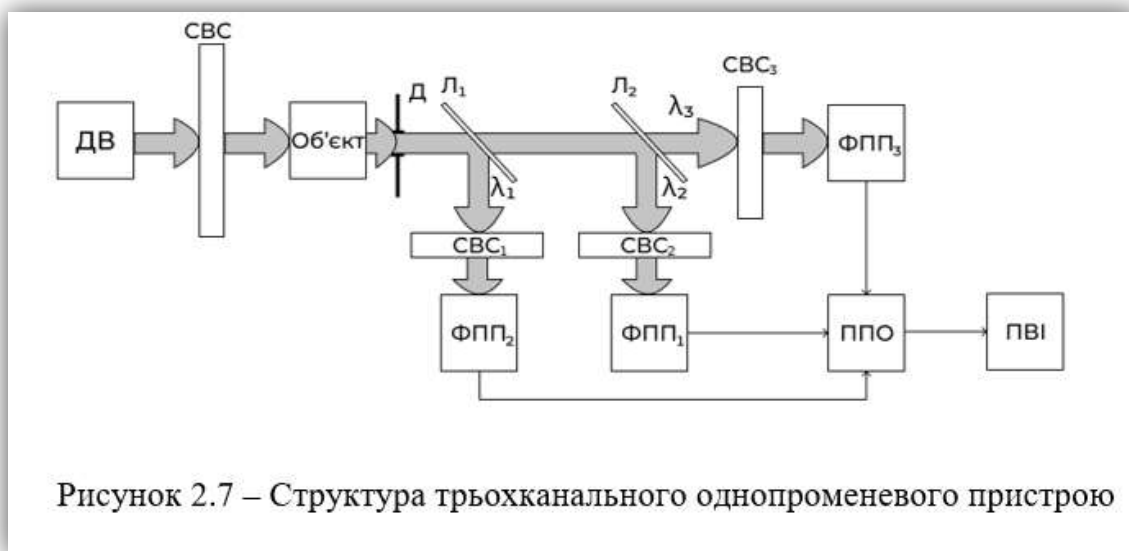 СВС
ДВ
Об'єкт
Д
Л₁
Л₂
λ₃
СВС₃
ФПП₃
λ₁
λ₂
СВС₁
СВС₂
ФПП₂
ФПП₁
ППО
ПВІ
Рисунок 2.7 – Структура трьохканального однопроменевого пристрою